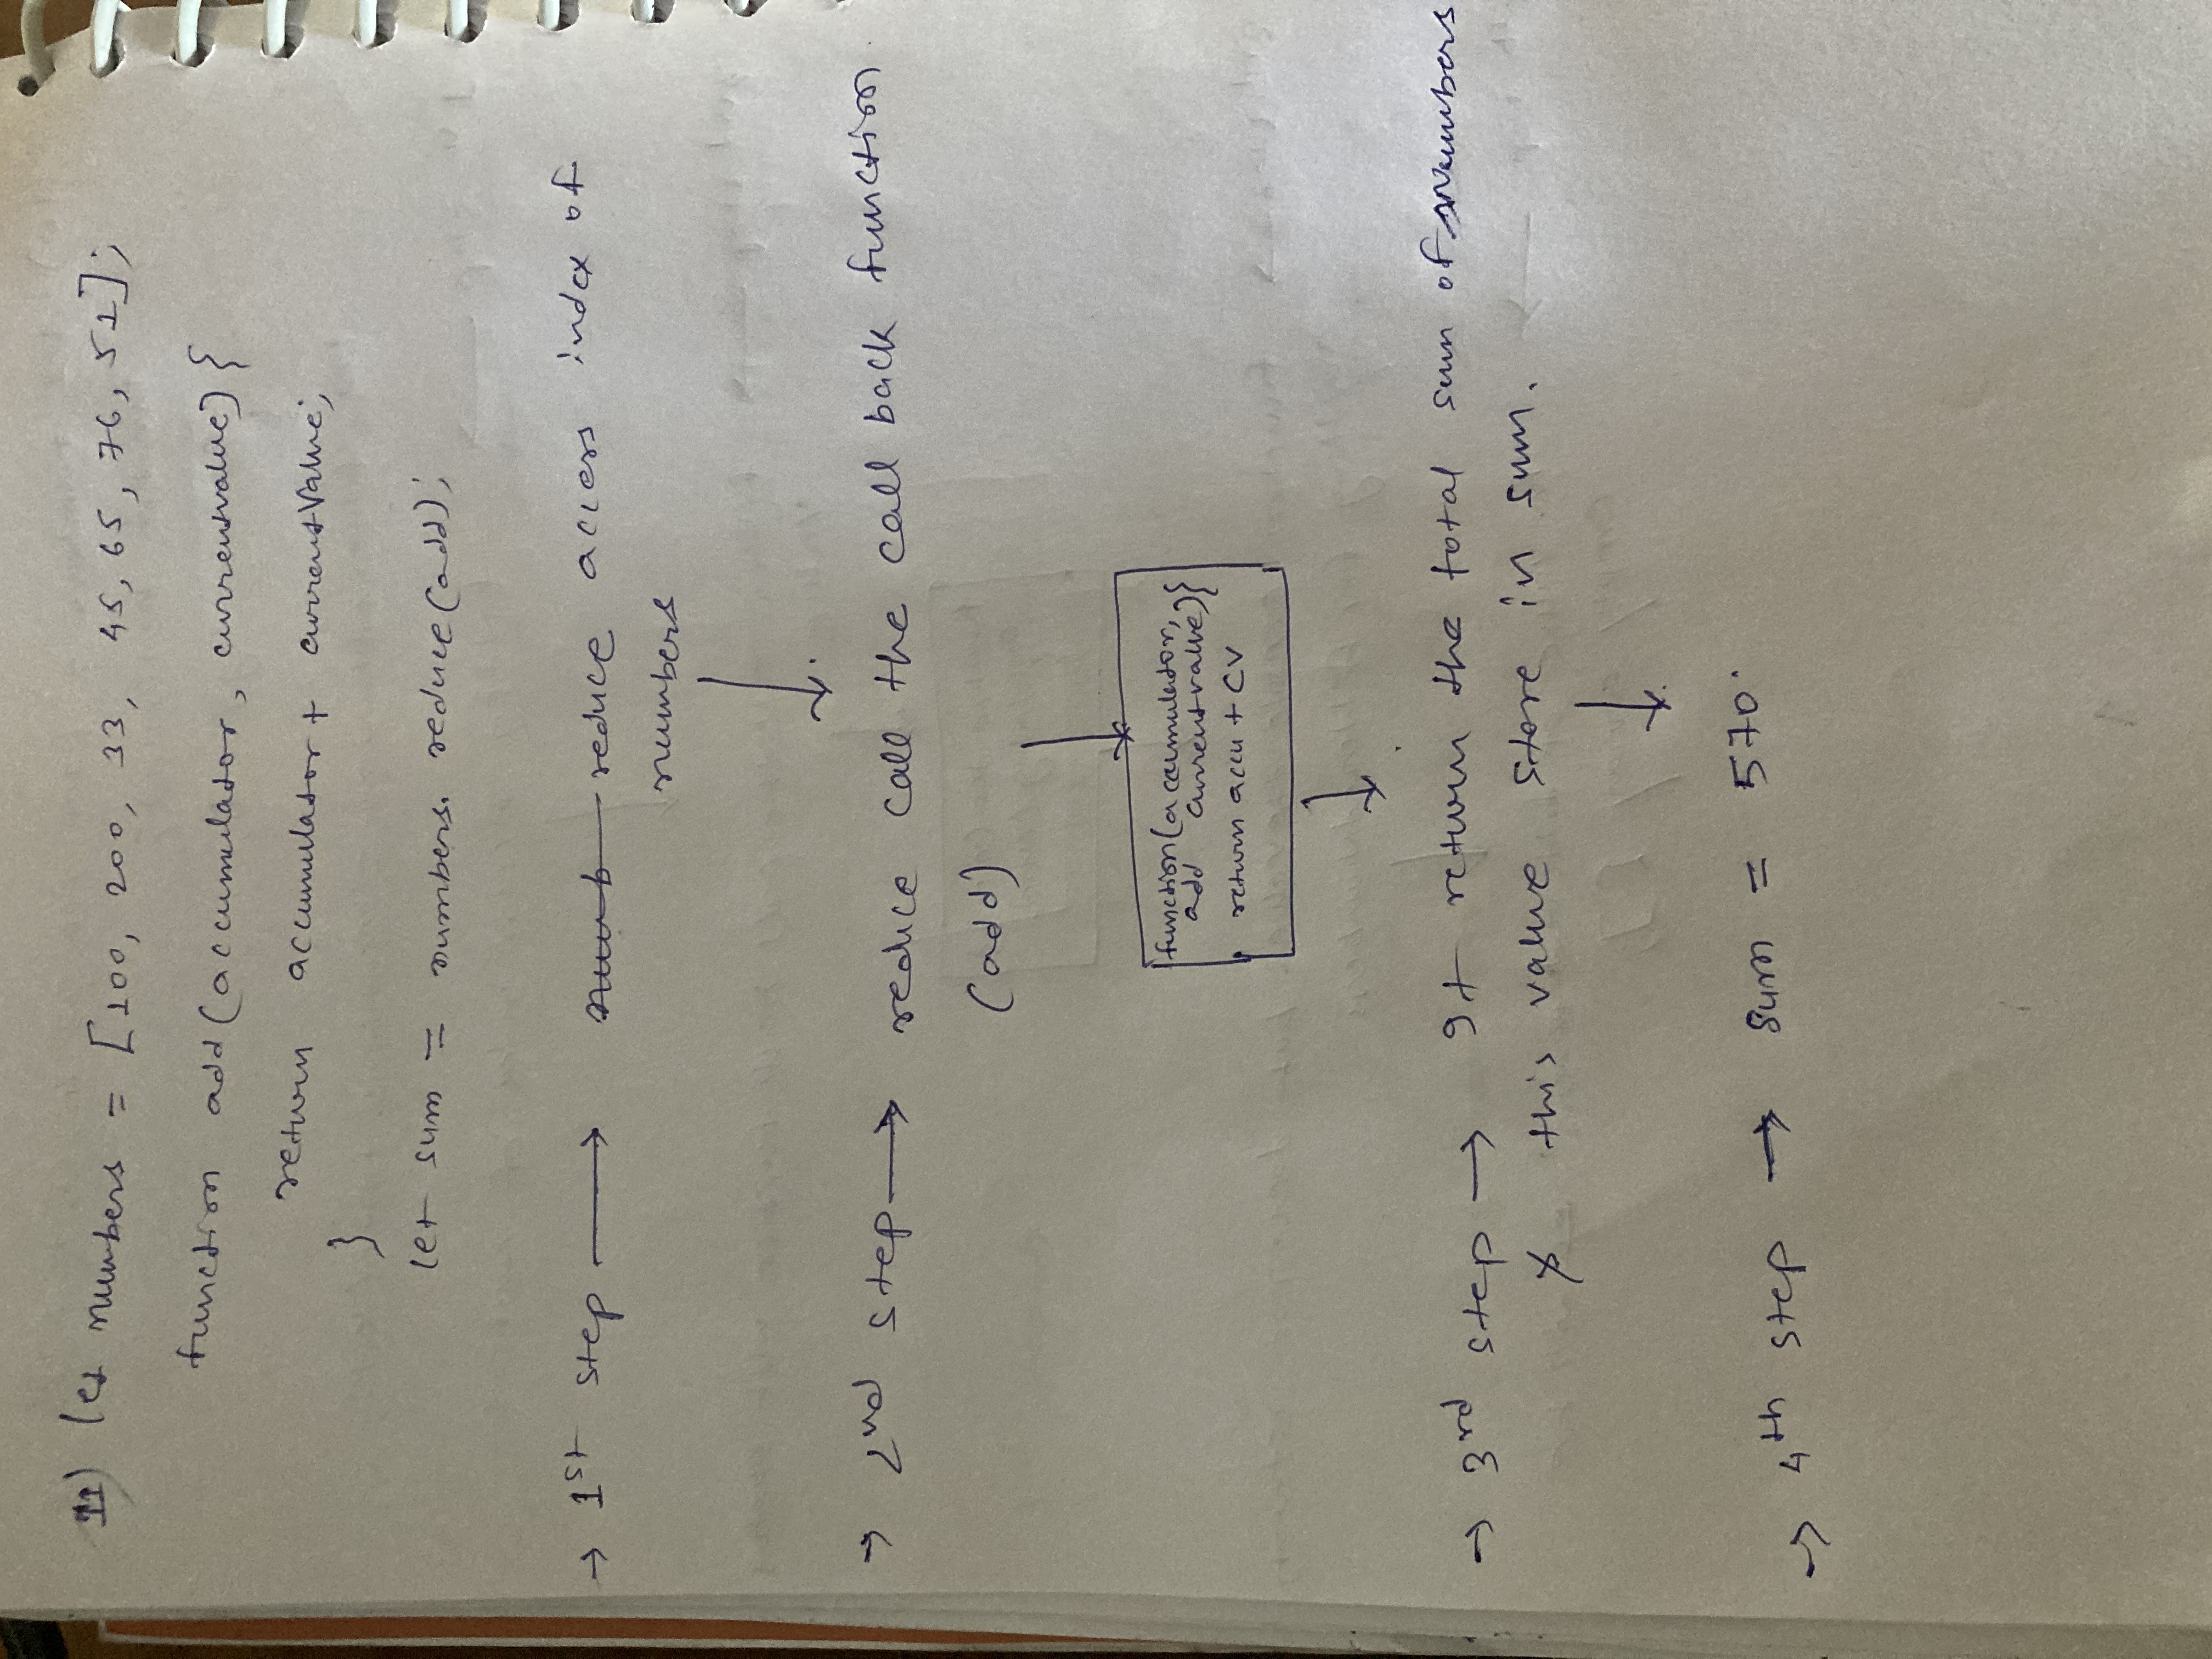 11) let numbers = [100, 200, 33, 45, 65, 76, 51];
function add(accumulator, currentvalue) {
return accumulator + currentValue;
}
let sum = numbers. reduce(add);
→ 1st step → numb reduce access index of
numbers
→ 2nd step → reduce call the call back function
(add)
function(accumulator,
add currentvalue){
return accu + CV
→ 3rd step → It return the total sum of numbers
this value store in sum.
→ 4th step → sum = 570.